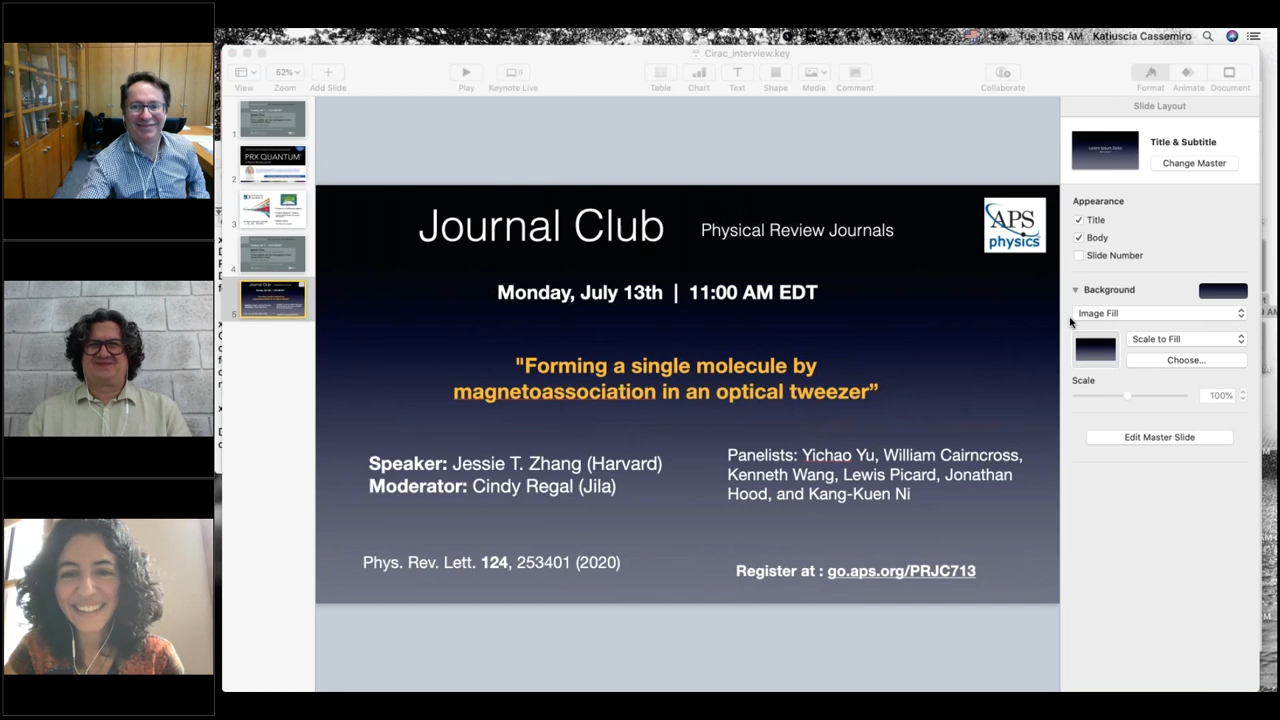 Tue 11:58 AM Katiuscia Cassemiro
Cirac_interview.key
52%
View Zoom Add Slide Play Keynote Live Table Chart Text Shape Media Comment Collaborate Format Animate Document
Slide Layout
1
PRX QUANTUM
2
3
4
5
Journal Club Physical Review Journals
APS
physics
Monday, July 13th | 11:00 AM EDT
"Forming a single molecule by
magnetoassociation in an optical tweezer”
Speaker: Jessie T. Zhang (Harvard)
Moderator: Cindy Regal (Jila)
Panelists: Yichao Yu, William Cairncross,
Kenneth Wang, Lewis Picard, Jonathan
Hood, and Kang-Kuen Ni
Phys. Rev. Lett. 124, 253401 (2020)
Register at : go.aps.org/PRJC713
Title & Subtitle
Change Master
Appearance
Title
Body
Slide Number
Background
Image Fill
Scale to Fill
Choose...
Scale
100%
Edit Master Slide